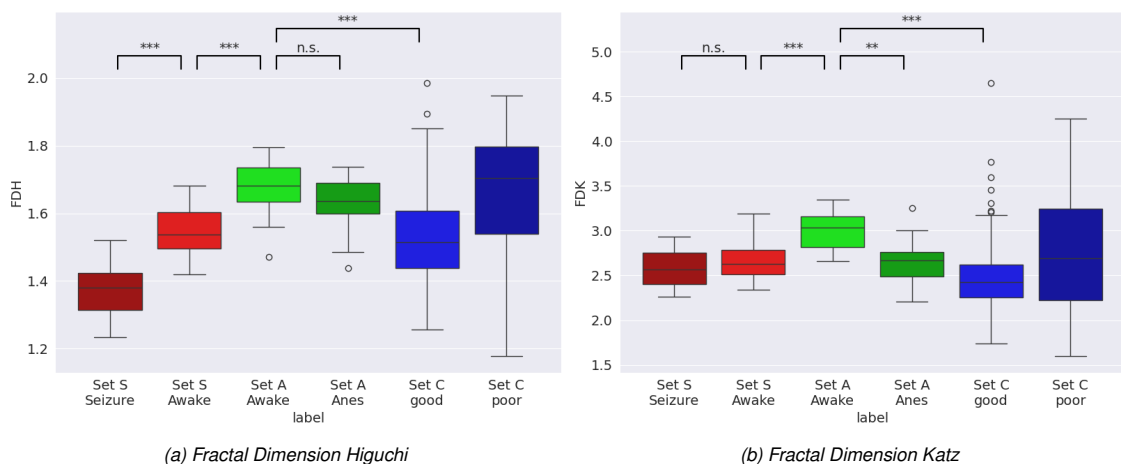 ***
*** *** n.s.
2.0
1.8
1.6
1.4
1.2
FDH
Set S Seizure
Set S Awake
Set A Awake
Set A Anes
Set C good
Set C poor
label
(a) Fractal Dimension Higuchi
***
n.s. *** **
5.0
4.5
4.0
3.5
3.0
2.5
2.0
1.5
FDK
Set S Seizure
Set S Awake
Set A Awake
Set A Anes
Set C good
Set C poor
label
(b) Fractal Dimension Katz